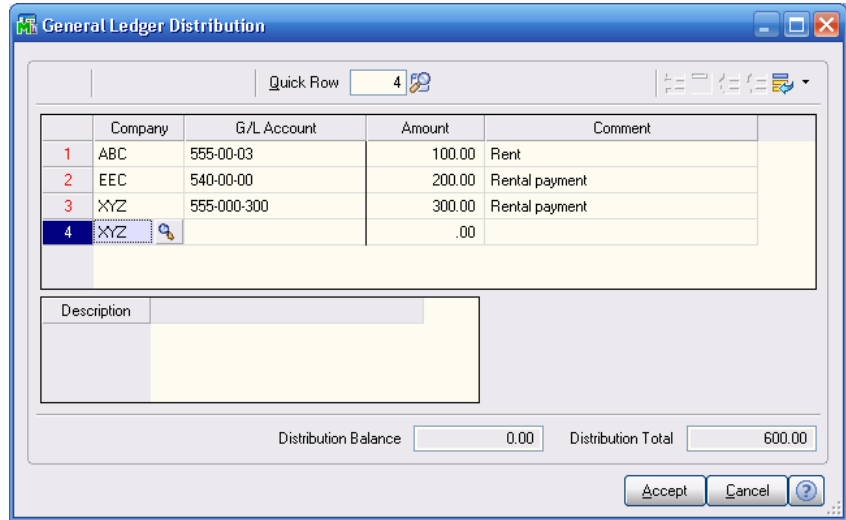 General Ledger Distribution
Quick Row 4
Company G/L Account Amount Comment
1 ABC 555-00-03 100.00 Rent
2 EEC 540-00-00 200.00 Rental payment
3 XYZ 555-000-300 300.00 Rental payment
4 XYZ .00
Description
Distribution Balance 0.00 Distribution Total 600.00
Accept Cancel ?